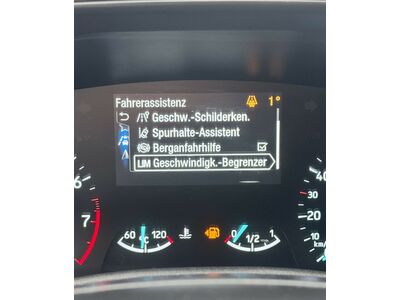 Fahrerassistenz 1°
Geschw.-Schilderken.
Spurhalte-Assistent
Berganfahrhilfe
LIM Geschwindigk.-Begrenzer
6
7
60 °C 120
0 1/2 1
40
30
20
10
km/